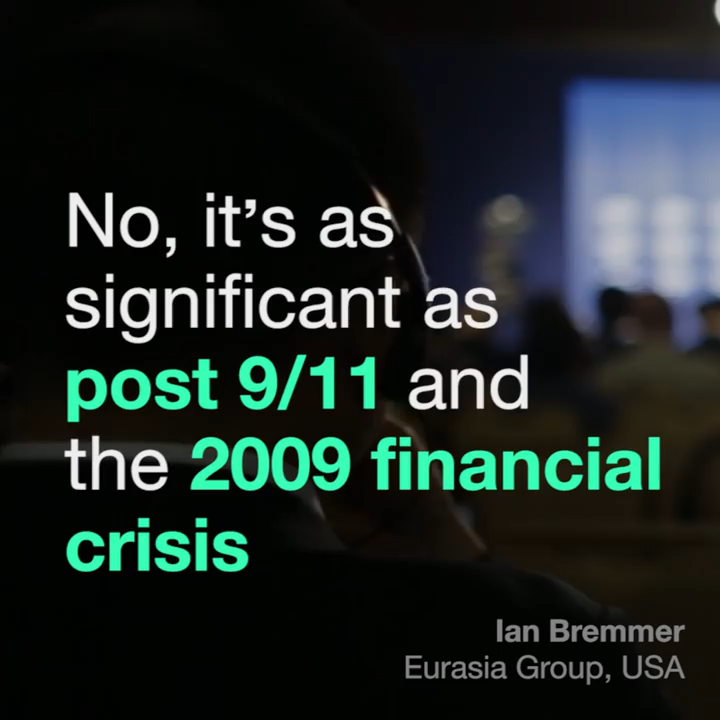 No, it’s as
significant as
post 9/11 and
the 2009 financial
crisis
Ian Bremmer
Eurasia Group, USA